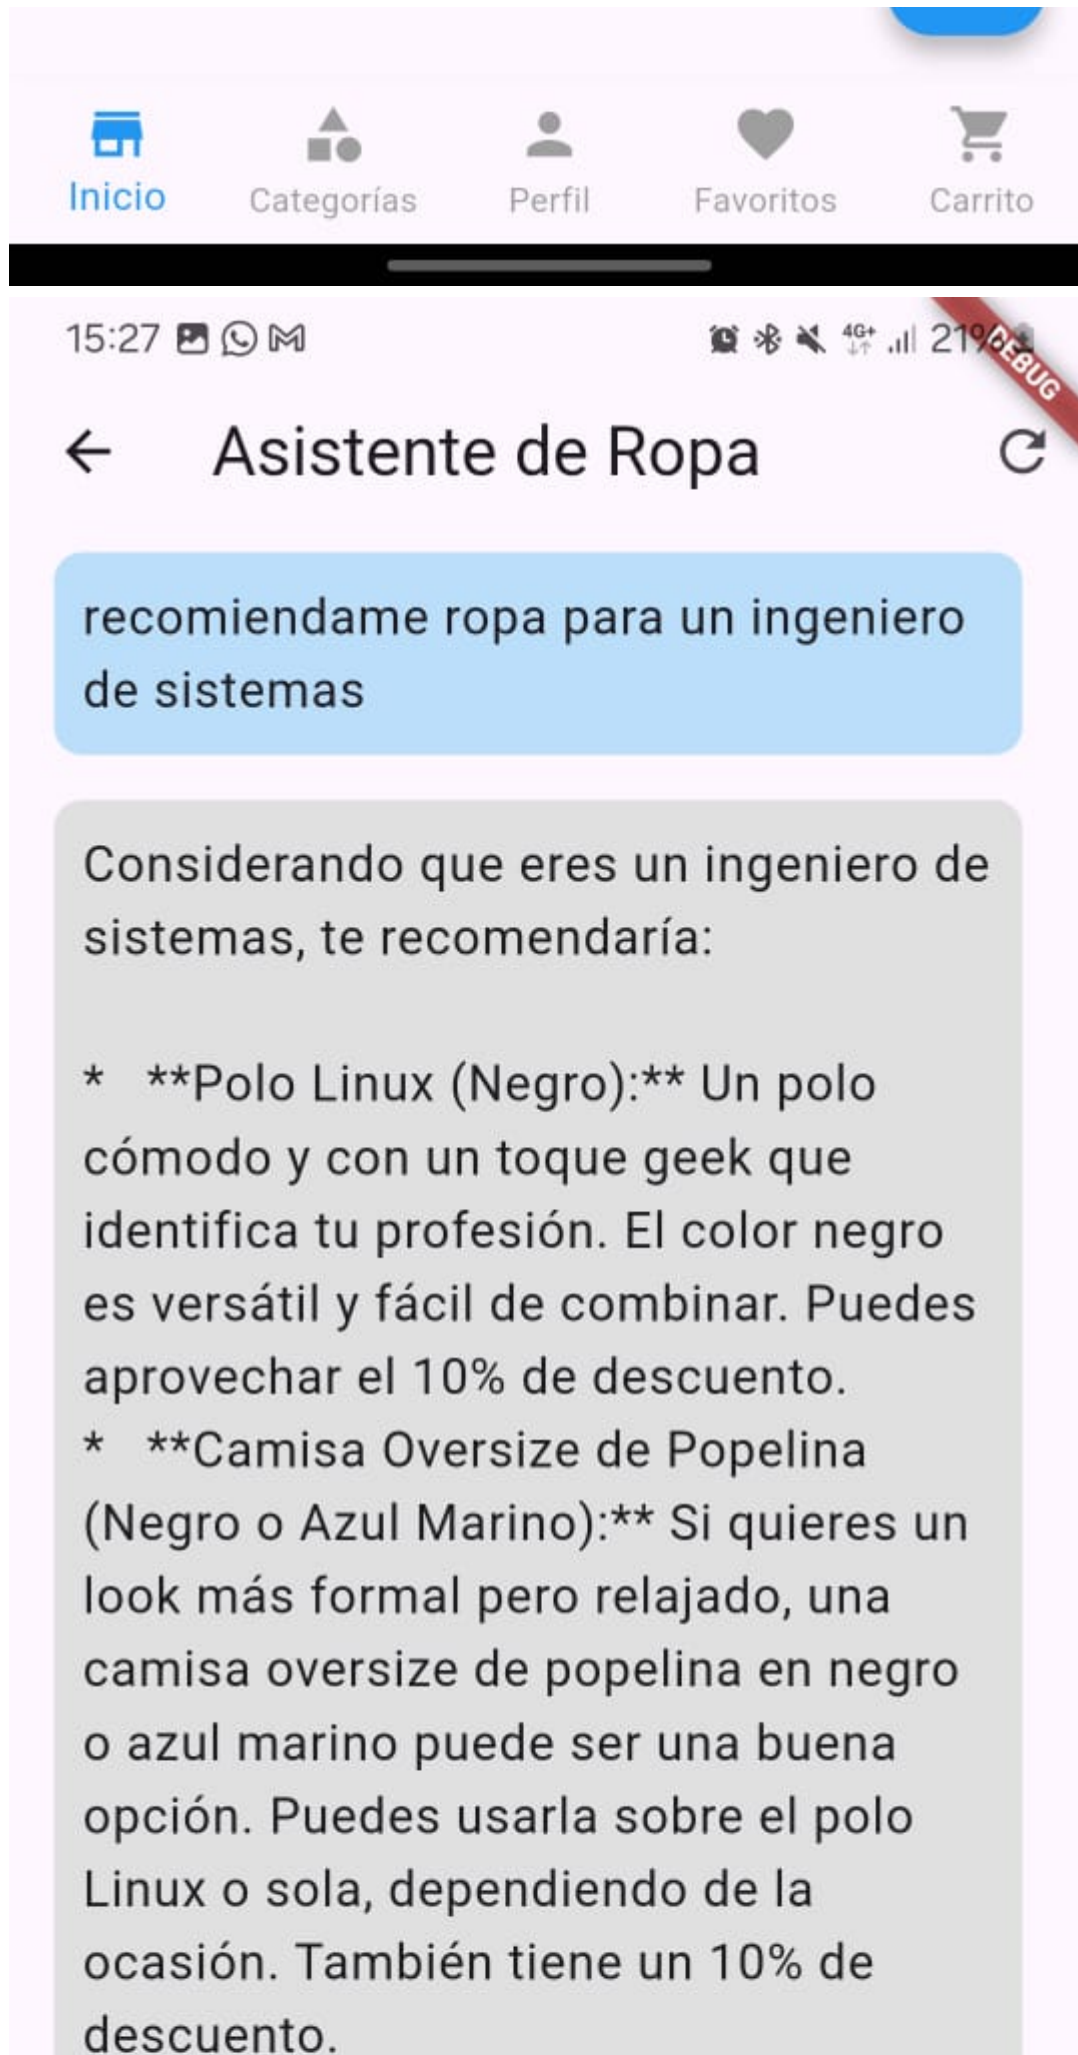 Inicio Categorías Perfil Favoritos Carrito
15:27 4G+ 21%
DEBUG
Asistente de Ropa
recomiendame ropa para un ingeniero
de sistemas
Considerando que eres un ingeniero de
sistemas, te recomendaría:
* **Polo Linux (Negro):** Un polo
cómodo y con un toque geek que
identifica tu profesión. El color negro
es versátil y fácil de combinar. Puedes
aprovechar el 10% de descuento.
* **Camisa Oversize de Popelina
(Negro o Azul Marino):** Si quieres un
look más formal pero relajado, una
camisa oversize de popelina en negro
o azul marino puede ser una buena
opción. Puedes usarla sobre el polo
Linux o sola, dependiendo de la
ocasión. También tiene un 10% de
descuento.